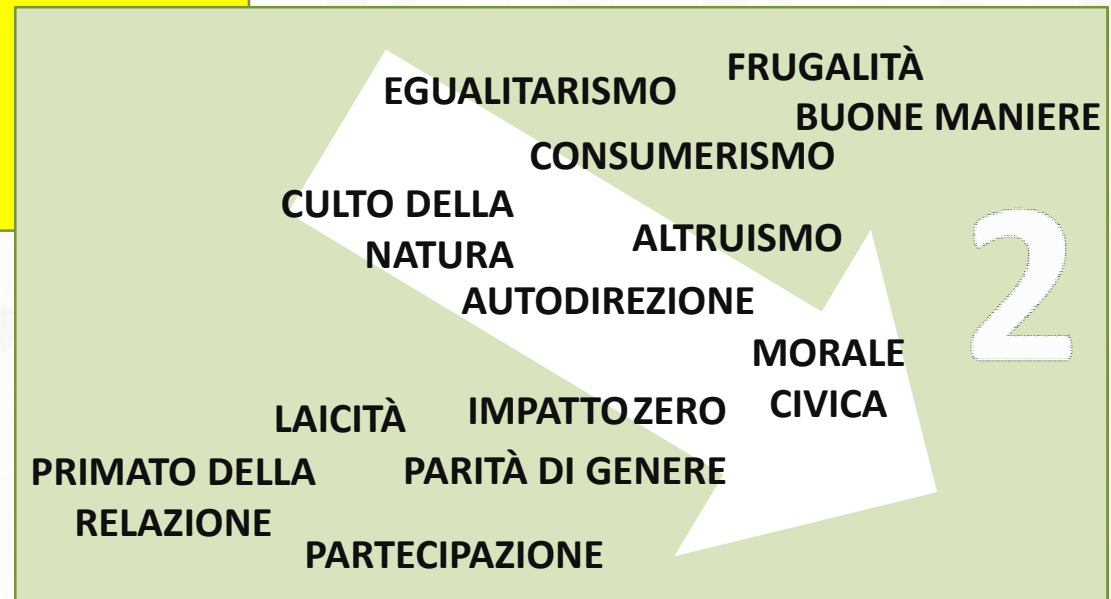 FRUGALITÀ
EGUALITARISMO
BUONE MANIERE
CONSUMERISMO
CULTO DELLA
NATURA
ALTRUISMO
2
AUTODIREZIONE
MORALE
CIVICA
LAICITÀ
IMPATTO ZERO
PRIMATO DELLA
RELAZIONE
PARITÀ DI GENERE
PARTECIPAZIONE